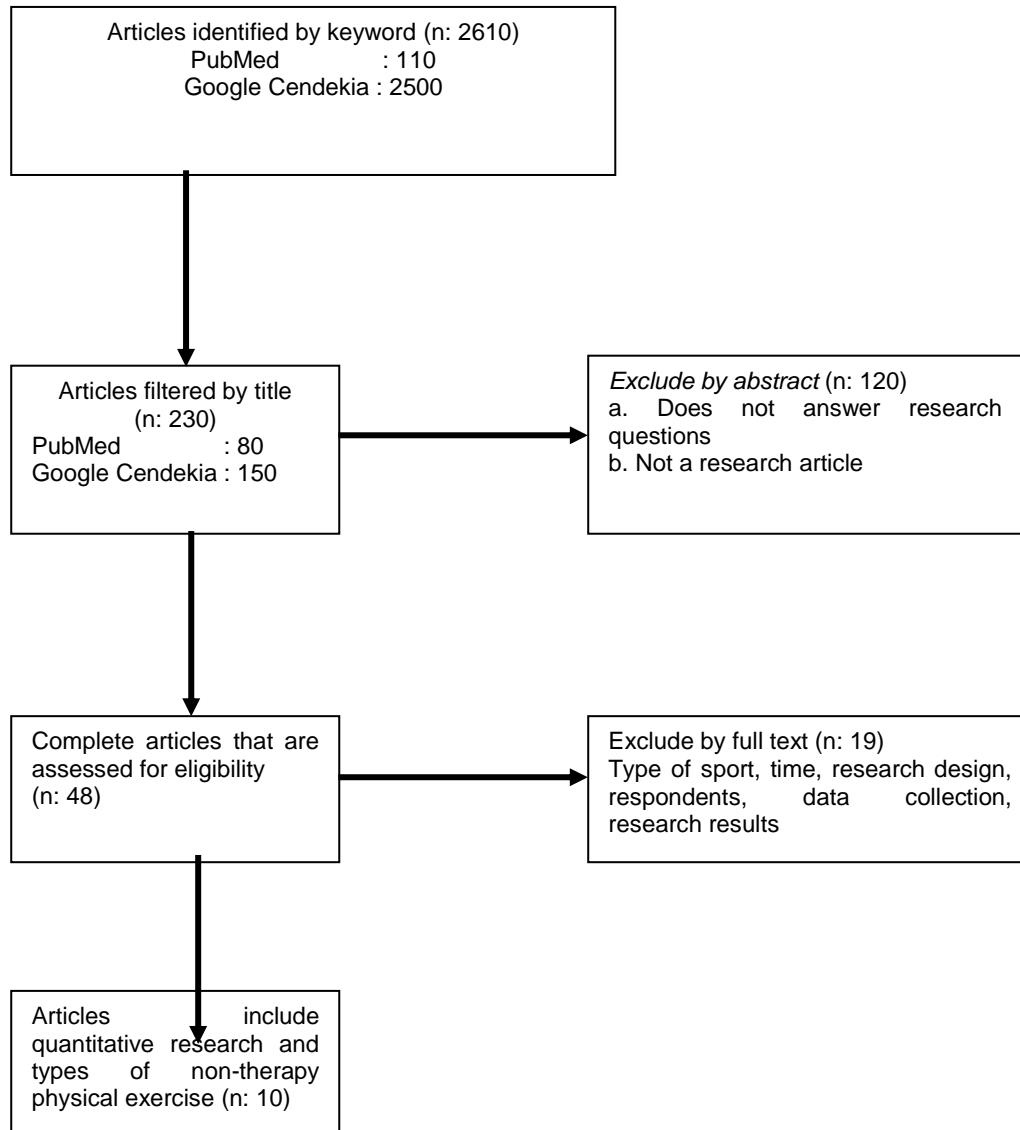 Articles identified by keyword (n: 2610)
PubMed : 110
Google Cendekia : 2500
Articles filtered by title
(n: 230)
PubMed : 80
Google Cendekia : 150
Exclude by abstract (n: 120)
a. Does not answer research
questions
b. Not a research article
Complete articles that are
assessed for eligibility
(n: 48)
Exclude by full text (n: 19)
Type of sport, time, research design,
respondents, data collection,
research results
Articles include
quantitative research and
types of non-therapy
physical exercise (n: 10)